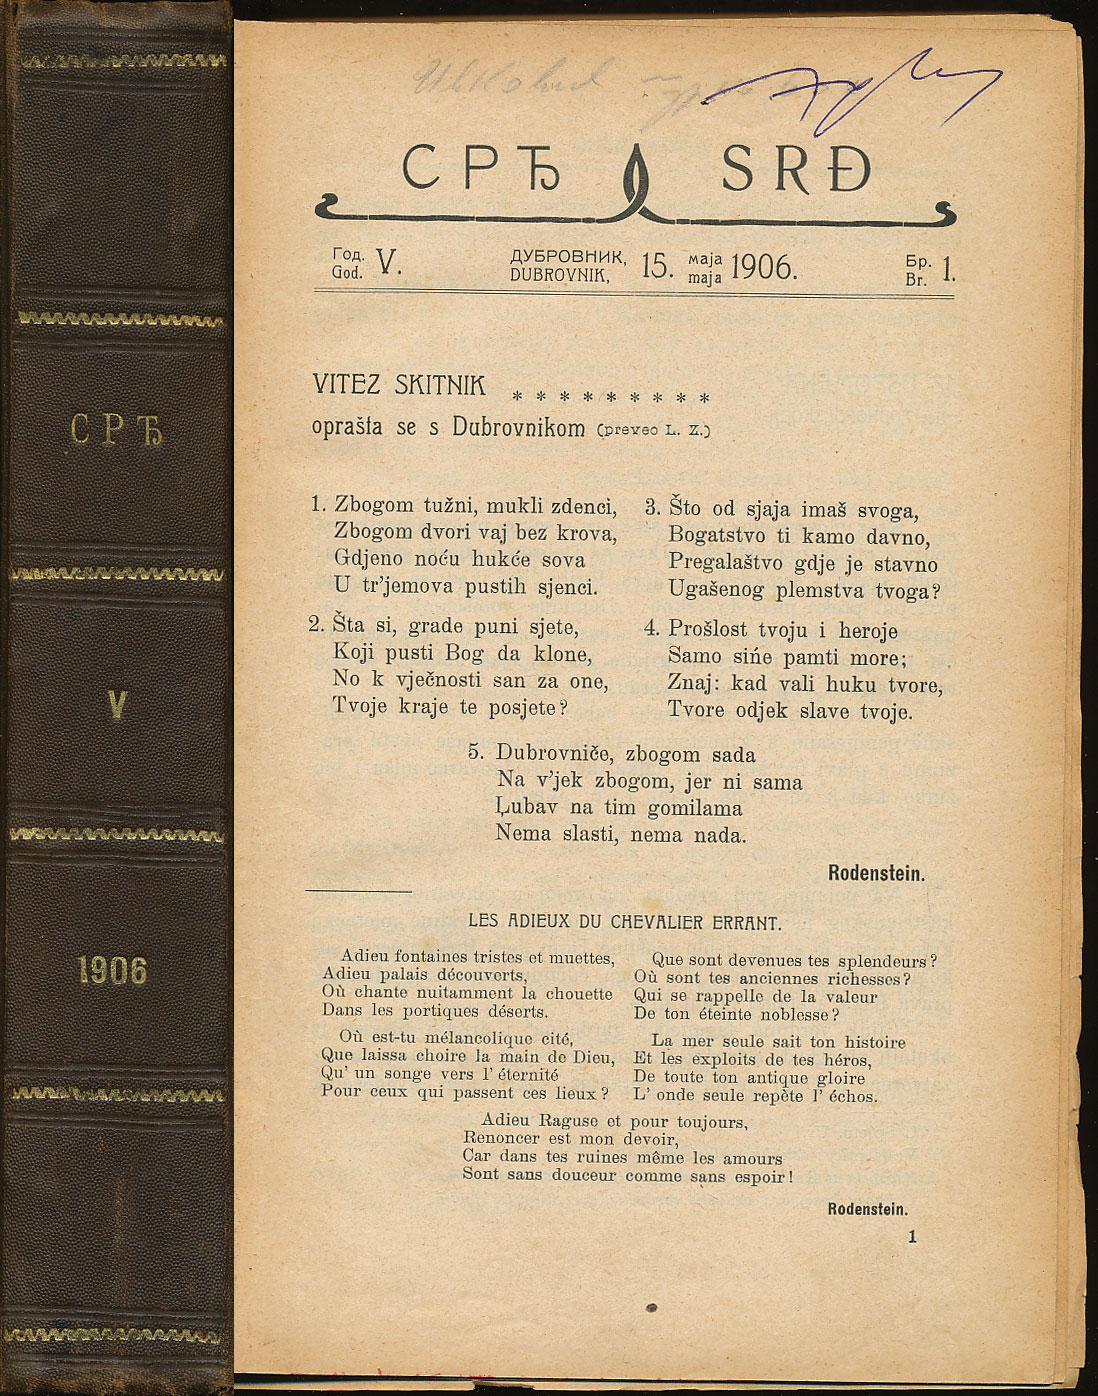 СРЂ
V
1906
СРЂ SRĐ
Год. God. V.
ДУБРОВНИК, DUBROVNIK, 15. маја maja 1906.
Бр. Br. 1.
VITEZ SKITNIK * * * * * * * * *
oprašta se s Dubrovnikom (preveo L. Z.)
1. Zbogom tužni, mukli zdenci,
Zbogom dvori vaj bez krova,
Gdjeno noću hukće sova
U tr’jemova pustih sjenci.
2. Šta si, grade puni sjete,
Koji pusti Bog da klone,
No k vječnosti san za one,
Tvoje kraje te posjete?
3. Što od sjaja imaš svoga,
Bogatstvo ti kamo davno,
Pregalaštvo gdje je stavno
Ugašenog plemstva tvoga?
4. Prošlost tvoju i heroje
Samo sińe pamti more;
Znaj: kad vali huku tvore,
Tvore odjek slave tvoje.
5. Dubrovniče, zbogom sada
Na v’jek zbogom, jer ni sama
Ļubav na tim gomilama
Nema slasti, nema nada.
Rodenstein.
LES ADIEUX DU CHEVALIER ERRANT.
Adieu fontaines tristes et muettes,
Adieu palais découverts,
Où chante nuitamment la chouette
Dans les portiques déserts.
Où est-tu mélancolique cité,
Que laissa choire la main de Dieu,
Qu’ un songe vers l’ éternité
Pour ceux qui passent ces lieux?
Que sont devenues tes splendeurs?
Où sont tes anciennes richesses?
Qui se rappelle de la valeur
De ton éteinte noblesse?
La mer seule sait ton histoire
Et les exploits de tes héros,
De toute ton antique gloire
L’ onde seule repète l’ échos.
Adieu Raguse et pour toujours,
Renoncer est mon devoir,
Car dans tes ruines même les amours
Sont sans douceur comme sans espoir!
Rodenstein.
1